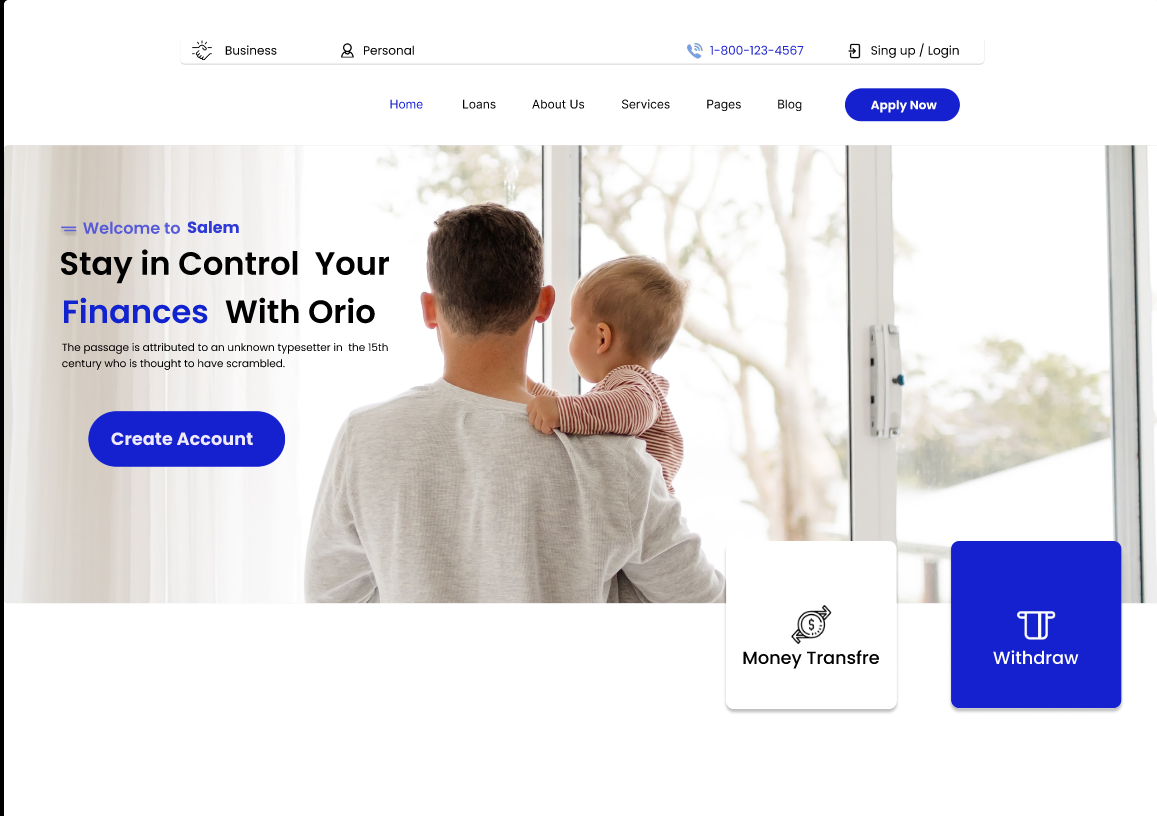 Business Personal 1-800-123-4567 Sing up / Login
Home Loans About Us Services Pages Blog Apply Now
Welcome to Salem
Stay in Control Your
Finances With Orio
The passage is attributed to an unknown typesetter in the 15th
century who is thought to have scrambled.
Create Account
$
Money Transfre Withdraw